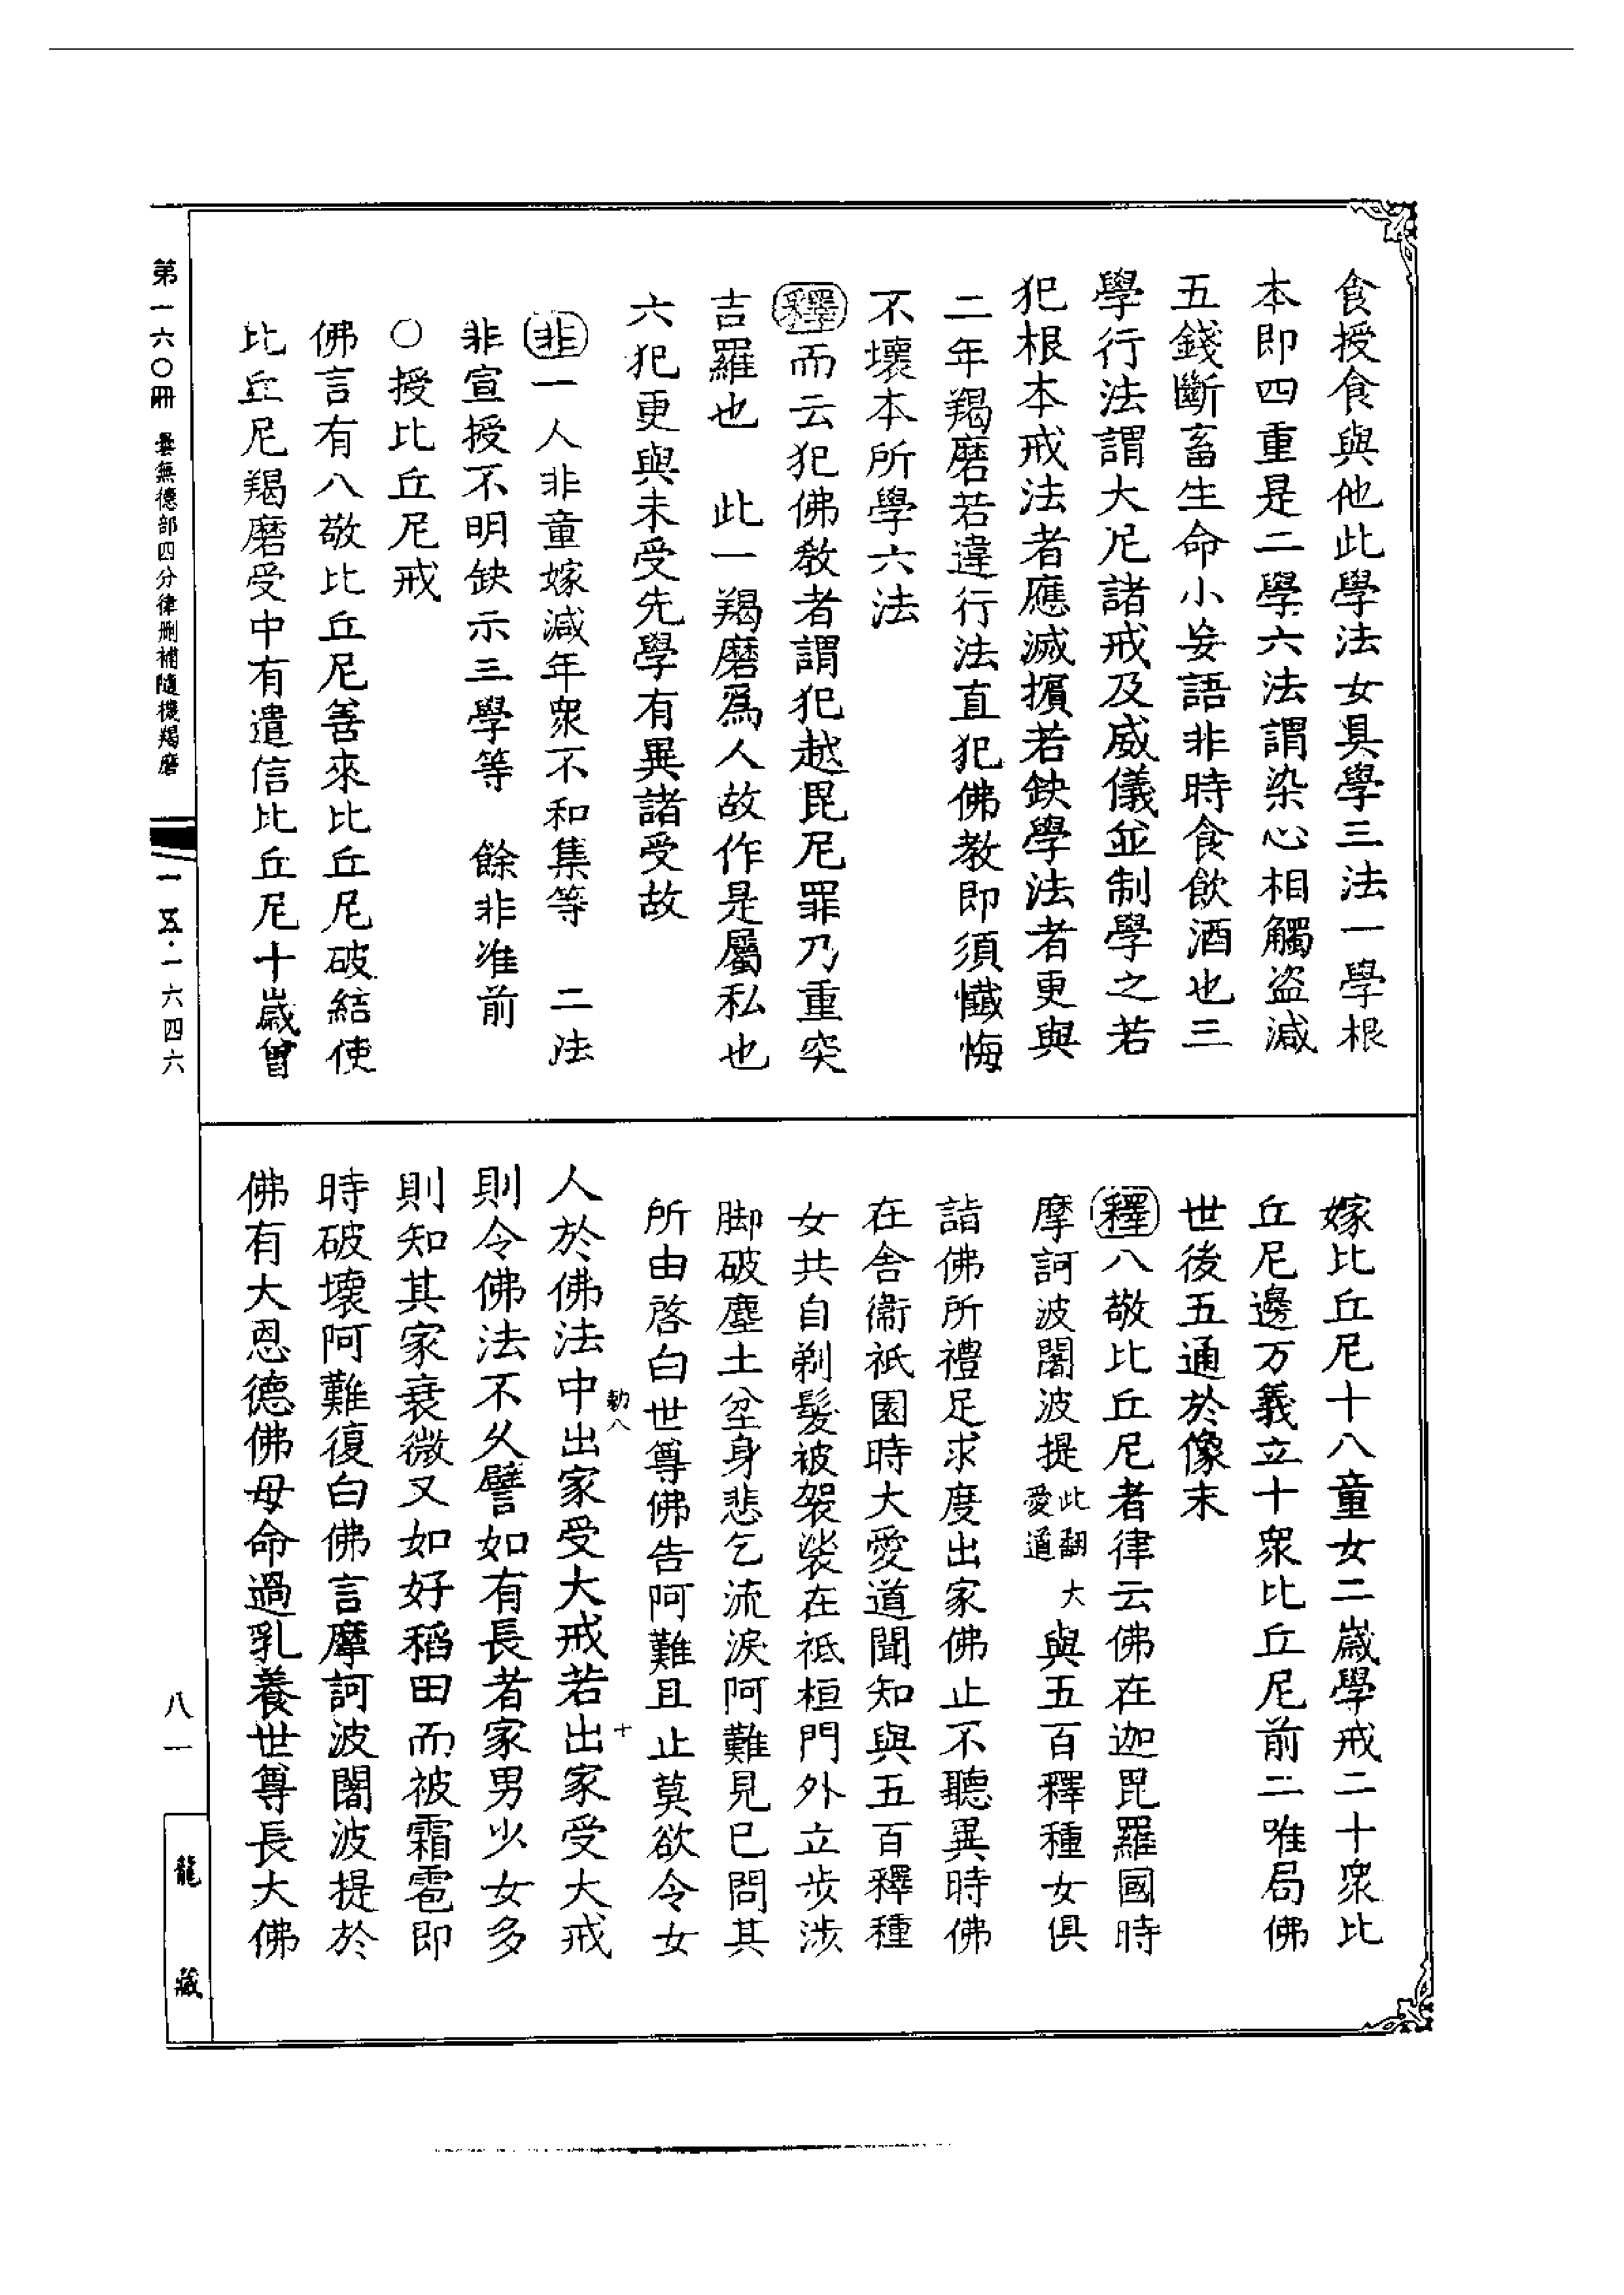 食授食與他此學法女具學三法一學根
本即四重是二學六法謂染心相觸盜減
五錢斷畜生命小妄語非時食飲酒也三
學行法謂大尼諸戒及威儀並制學之若
犯根本戒法者應滅擯若缺學法者更與
二年羯磨若違行法直犯佛教即須懺悔
不壞本所學六法
釋而云犯佛教者謂犯越毘尼罪乃重突
吉羅也　此一羯磨爲人故作是屬私也
六犯更與未受先學有異諸受故
非一人非童嫁減年衆不和集等　二法
非宣授不明缺示三學等　餘非准前
○授比丘尼戒
佛言有八敬比丘尼善來比丘尼破結使
比丘尼羯磨受中有遣信比丘尼十歲曾
嫁比丘尼十八童女二歲學戒二十衆比
丘尼邊方義立十衆比丘尼前二唯局佛
世後五通於像末
釋八敬比丘尼者律云佛在迦毘羅國時
摩訶波闍波提此翻大愛道與五百釋種女俱
詣佛所禮足求度出家佛止不聽異時佛
在舍衞祇園時大愛道聞知與五百釋種
女共自剃髮被袈裟在祇桓門外立步涉
脚破塵土坌身悲乞流淚阿難見已問其
所由啓白世尊佛告阿難且止莫欲令女
人於佛法中出家受大戒若出家受大戒
勒八
十
則令佛法不久譬如有長者家男少女多
則知其家衰微又如好稻田而被霜雹即
時破壞阿難復白佛言摩訶波闍波提於
佛有大恩德佛母命過乳養世尊長大佛
第一六〇冊　曇無德部四分律刪補隨機羯磨
一五·一六四六
八一
龍藏